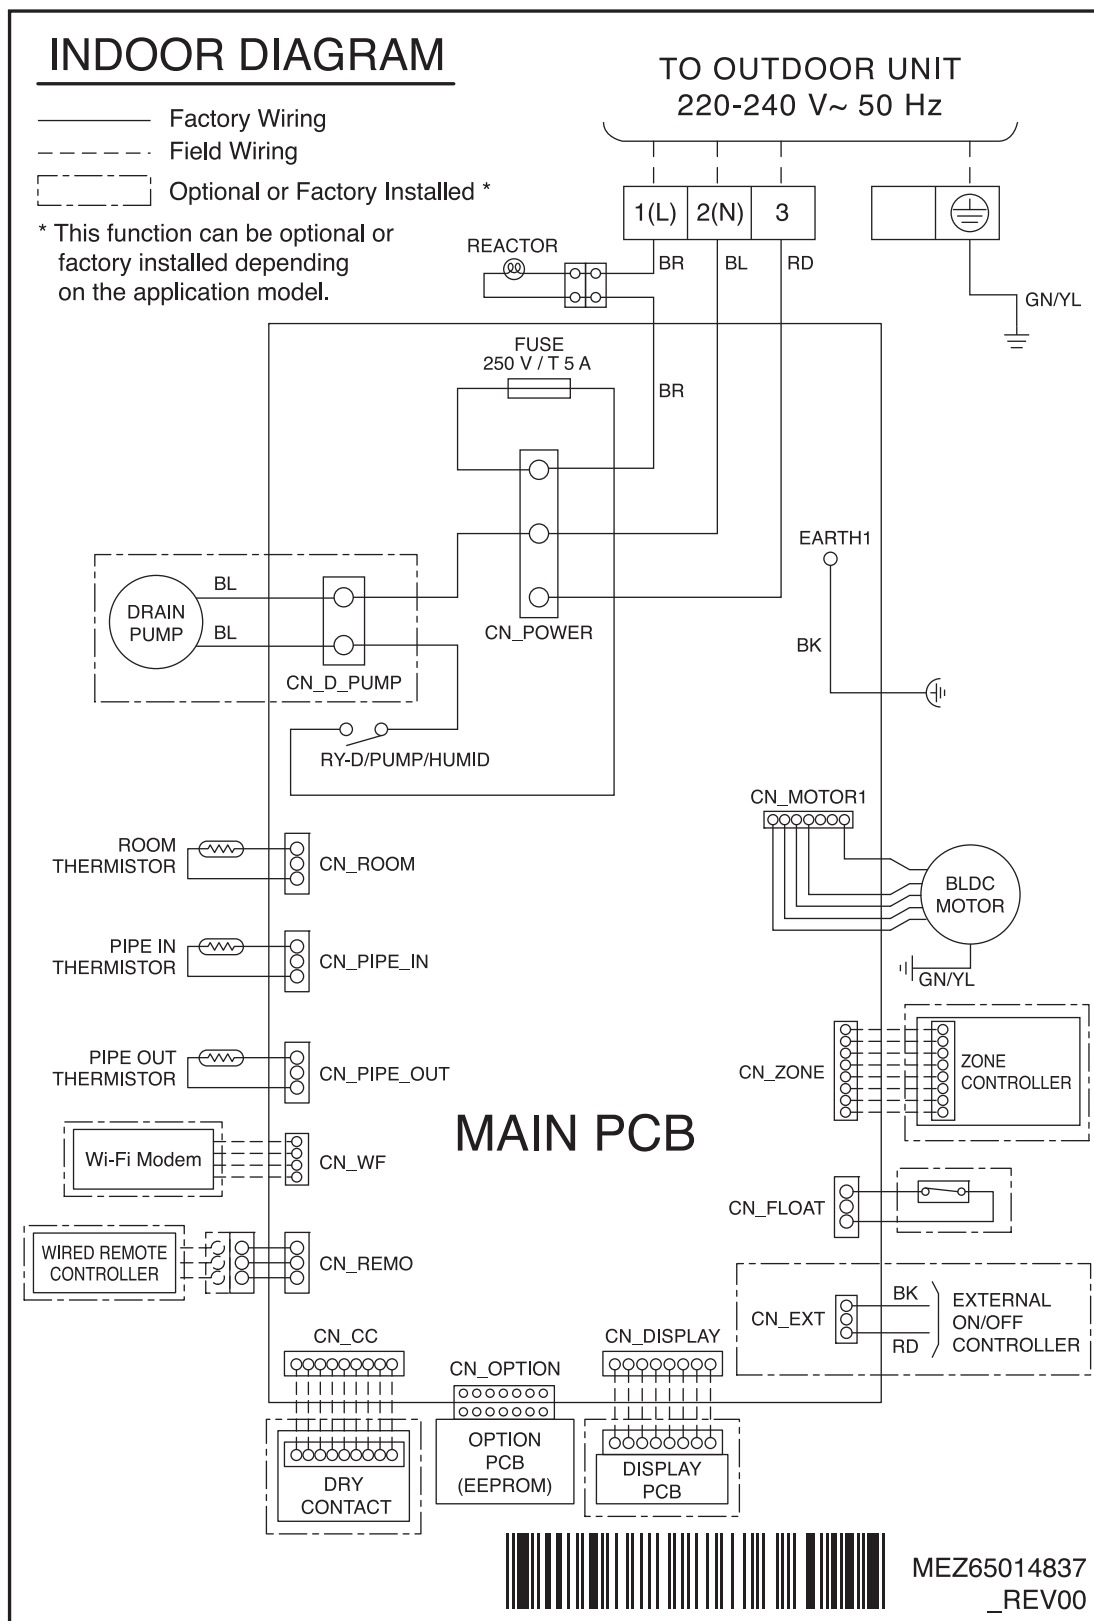 INDOOR DIAGRAM
Factory Wiring
Field Wiring
Optional or Factory Installed *
* This function can be optional or
factory installed depending
on the application model.
TO OUTDOOR UNIT
220-240 V~ 50 Hz
1(L) 2(N) 3
REACTOR
BR BL RD
GN/YL
FUSE
250 V / T 5 A
BR
EARTH1
BK
DRAIN
PUMP
BL
BL
CN_D_PUMP
CN_POWER
RY-D/PUMP/HUMID
CN_MOTOR1
BLDC
MOTOR
GN/YL
ROOM
THERMISTOR
CN_ROOM
PIPE IN
THERMISTOR
CN_PIPE_IN
PIPE OUT
THERMISTOR
CN_PIPE_OUT
CN_ZONE
ZONE
CONTROLLER
MAIN PCB
Wi-Fi Modem
CN_WF
CN_FLOAT
WIRED REMOTE
CONTROLLER
CN_REMO
CN_EXT
BK
RD
EXTERNAL
ON/OFF
CONTROLLER
CN_CC
CN_OPTION
CN_DISPLAY
DRY
CONTACT
OPTION
PCB
(EEPROM)
DISPLAY
PCB
MEZ65014837
_REV00